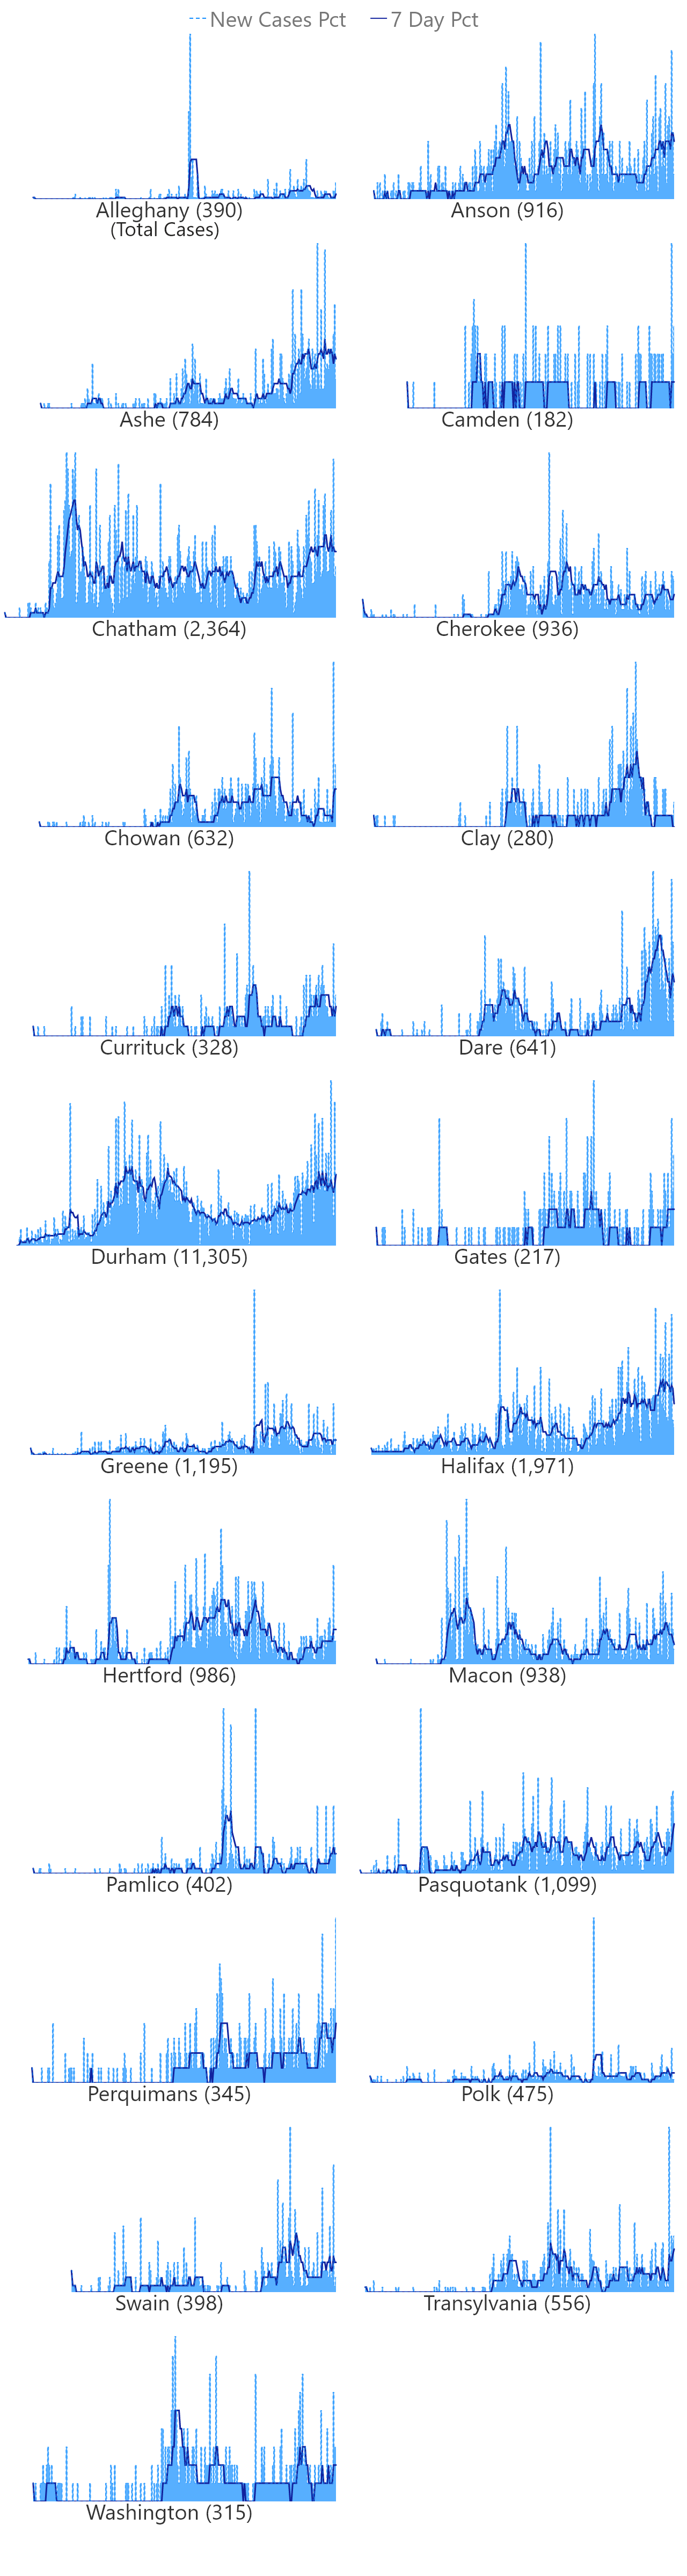 New Cases Pct 7 Day Pct
Alleghany (390) Anson (916)
(Total Cases)
Ashe (784) Camden (182)
Chatham (2,364) Cherokee (936)
Chowan (632) Clay (280)
Currituck (328) Dare (641)
Durham (11,305) Gates (217)
Greene (1,195) Halifax (1,971)
Hertford (986) Macon (938)
Pamlico (402) Pasquotank (1,099)
Perquimans (345) Polk (475)
Swain (398) Transylvania (556)
Washington (315)